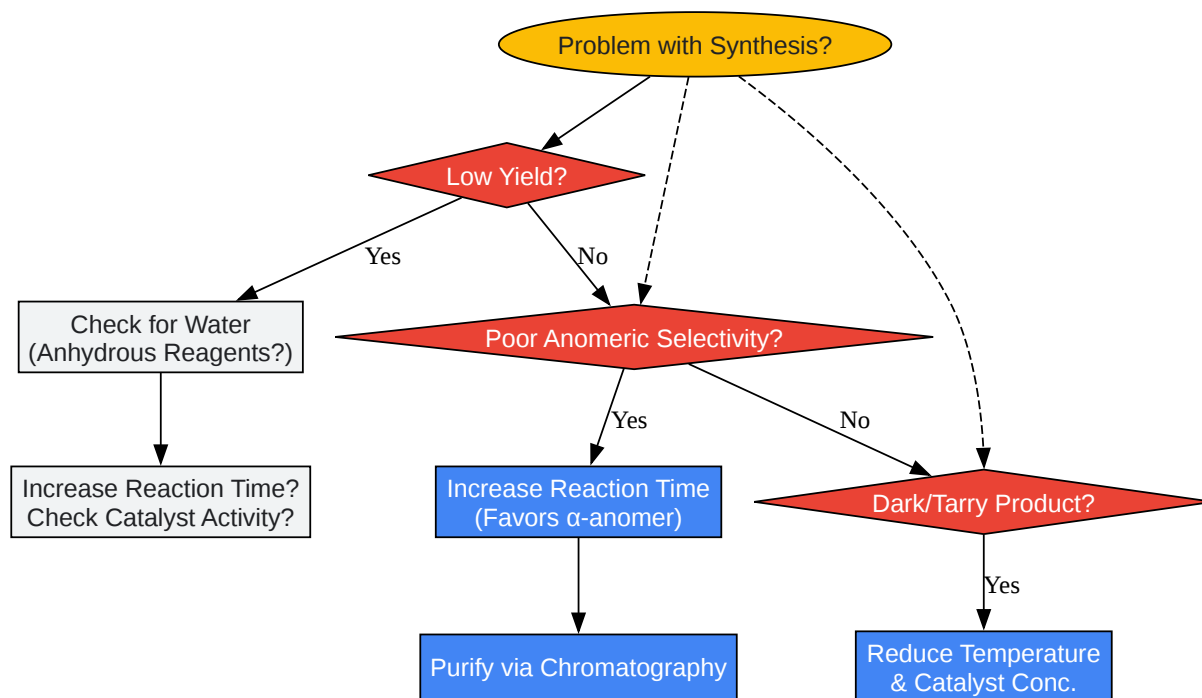 Problem with Synthesis?
Low Yield?
Yes
No
Check for Water
(Anhydrous Reagents?)
Poor Anomeric Selectivity?
Yes
No
Increase Reaction Time?
Check Catalyst Activity?
Increase Reaction Time
(Favors α-anomer)
Dark/Tarry Product?
Yes
Purify via Chromatography
Reduce Temperature
& Catalyst Conc.